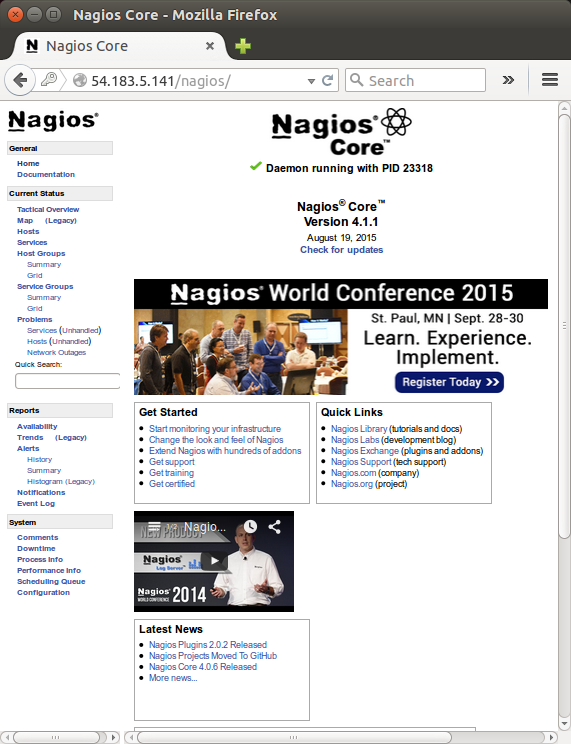 Nagios Core - Mozilla Firefox
Nagios Core
54.183.5.141/nagios/
Search
Nagios®
General
Home
Documentation
Current Status
Tactical Overview
Map (Legacy)
Hosts
Services
Host Groups
Summary
Grid
Service Groups
Summary
Grid
Problems
Services (Unhandled)
Hosts (Unhandled)
Network Outages
Quick Search:
Reports
Availability
Trends (Legacy)
Alerts
History
Summary
Histogram (Legacy)
Notifications
Event Log
System
Comments
Downtime
Process Info
Performance Info
Scheduling Queue
Configuration
Nagios®
Core™
Daemon running with PID 23318
Nagios® Core™
Version 4.1.1
August 19, 2015
Check for updates
Nagios® World Conference 2015
St. Paul, MN | Sept. 28-30
Learn. Experience.
Implement.
Register Today >>
Get Started
Start monitoring your infrastructure
Change the look and feel of Nagios
Extend Nagios with hundreds of addons
Get support
Get training
Get certified
Quick Links
Nagios Library (tutorials and docs)
Nagios Labs (development blog)
Nagios Exchange (plugins and addons)
Nagios Support (tech support)
Nagios.com (company)
Nagios.org (project)
Nagio...
NEW PRODUCT
Nagios®
Log Server™
Nagios®
WORLD CONFERENCE 2014
Latest News
Nagios Plugins 2.0.2 Released
Nagios Projects Moved To GitHub
Nagios Core 4.0.6 Released
More news...